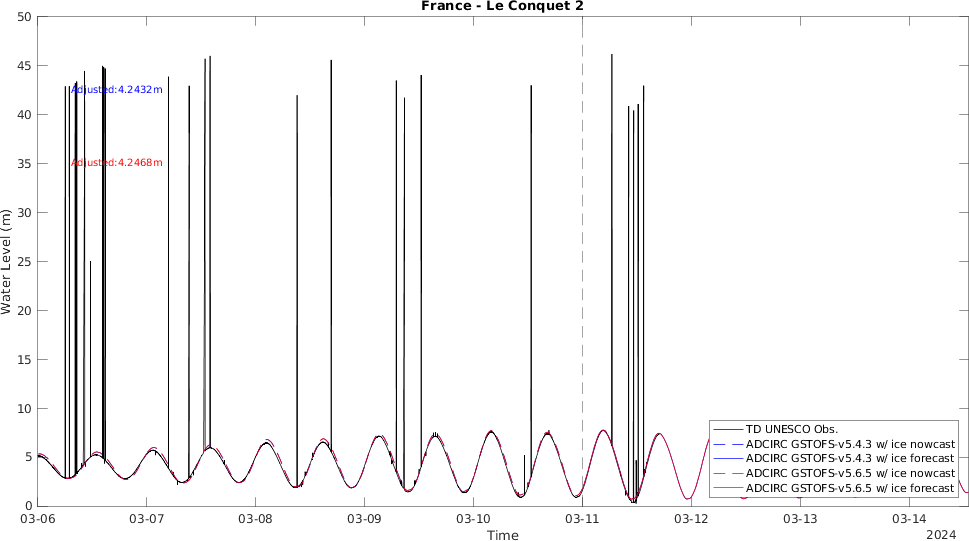 France - Le Conquet 2
50
45
40
35
30
25
20
15
10
5
0
Water Level (m)
Adjusted:4.2432m
Adjusted:4.2468m
TD UNESCO Obs.
ADCIRC GSTOFS-v5.4.3 w/ ice nowcast
ADCIRC GSTOFS-v5.4.3 w/ ice forecast
ADCIRC GSTOFS-v5.6.5 w/ ice nowcast
ADCIRC GSTOFS-v5.6.5 w/ ice forecast
03-06 03-07 03-08 03-09 03-10 03-11 03-12 03-13 03-14
Time
2024